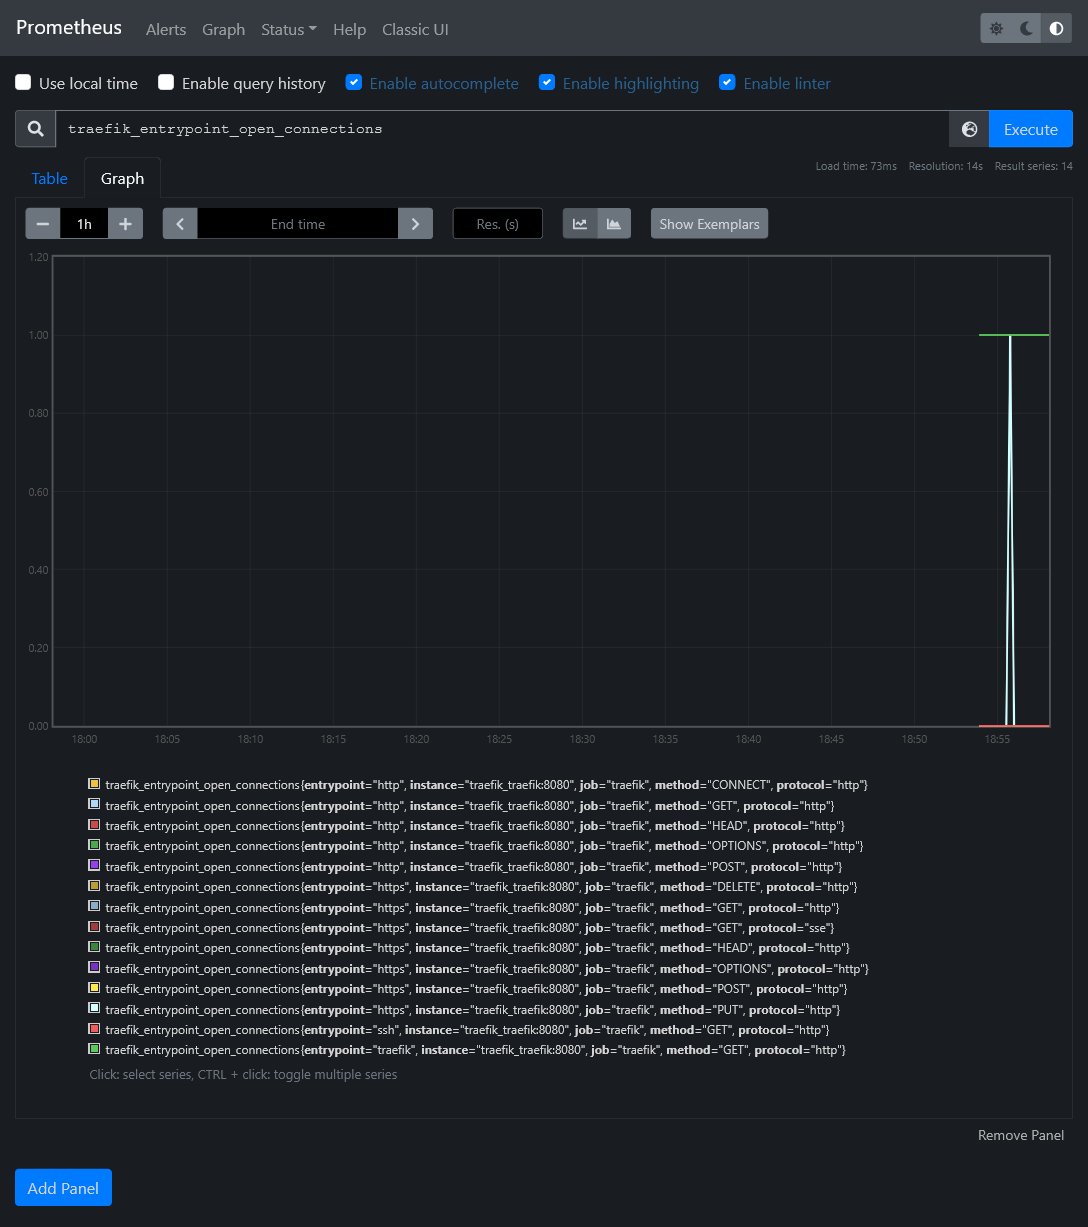 Prometheus Alerts Graph Status Help Classic UI
Use local time Enable query history Enable autocomplete Enable highlighting Enable linter
traefik_entrypoint_open_connections Execute
Load time: 73ms Resolution: 14s Result series: 14
Table Graph
1h End time Res. (s) Show Exemplars
1.20
1.00
0.80
0.60
0.40
0.20
0.00
18:00 18:05 18:10 18:15 18:20 18:25 18:30 18:35 18:40 18:45 18:50 18:55
traefik_entrypoint_open_connections{entrypoint="http", instance="traefik_traefik:8080", job="traefik", method="CONNECT", protocol="http"}
traefik_entrypoint_open_connections{entrypoint="http", instance="traefik_traefik:8080", job="traefik", method="GET", protocol="http"}
traefik_entrypoint_open_connections{entrypoint="http", instance="traefik_traefik:8080", job="traefik", method="HEAD", protocol="http"}
traefik_entrypoint_open_connections{entrypoint="http", instance="traefik_traefik:8080", job="traefik", method="OPTIONS", protocol="http"}
traefik_entrypoint_open_connections{entrypoint="http", instance="traefik_traefik:8080", job="traefik", method="POST", protocol="http"}
traefik_entrypoint_open_connections{entrypoint="https", instance="traefik_traefik:8080", job="traefik", method="DELETE", protocol="http"}
traefik_entrypoint_open_connections{entrypoint="https", instance="traefik_traefik:8080", job="traefik", method="GET", protocol="http"}
traefik_entrypoint_open_connections{entrypoint="https", instance="traefik_traefik:8080", job="traefik", method="GET", protocol="sse"}
traefik_entrypoint_open_connections{entrypoint="https", instance="traefik_traefik:8080", job="traefik", method="HEAD", protocol="http"}
traefik_entrypoint_open_connections{entrypoint="https", instance="traefik_traefik:8080", job="traefik", method="OPTIONS", protocol="http"}
traefik_entrypoint_open_connections{entrypoint="https", instance="traefik_traefik:8080", job="traefik", method="POST", protocol="http"}
traefik_entrypoint_open_connections{entrypoint="https", instance="traefik_traefik:8080", job="traefik", method="PUT", protocol="http"}
traefik_entrypoint_open_connections{entrypoint="ssh", instance="traefik_traefik:8080", job="traefik", method="GET", protocol="http"}
traefik_entrypoint_open_connections{entrypoint="traefik", instance="traefik_traefik:8080", job="traefik", method="GET", protocol="http"}
Click: select series, CTRL + click: toggle multiple series
Remove Panel
Add Panel